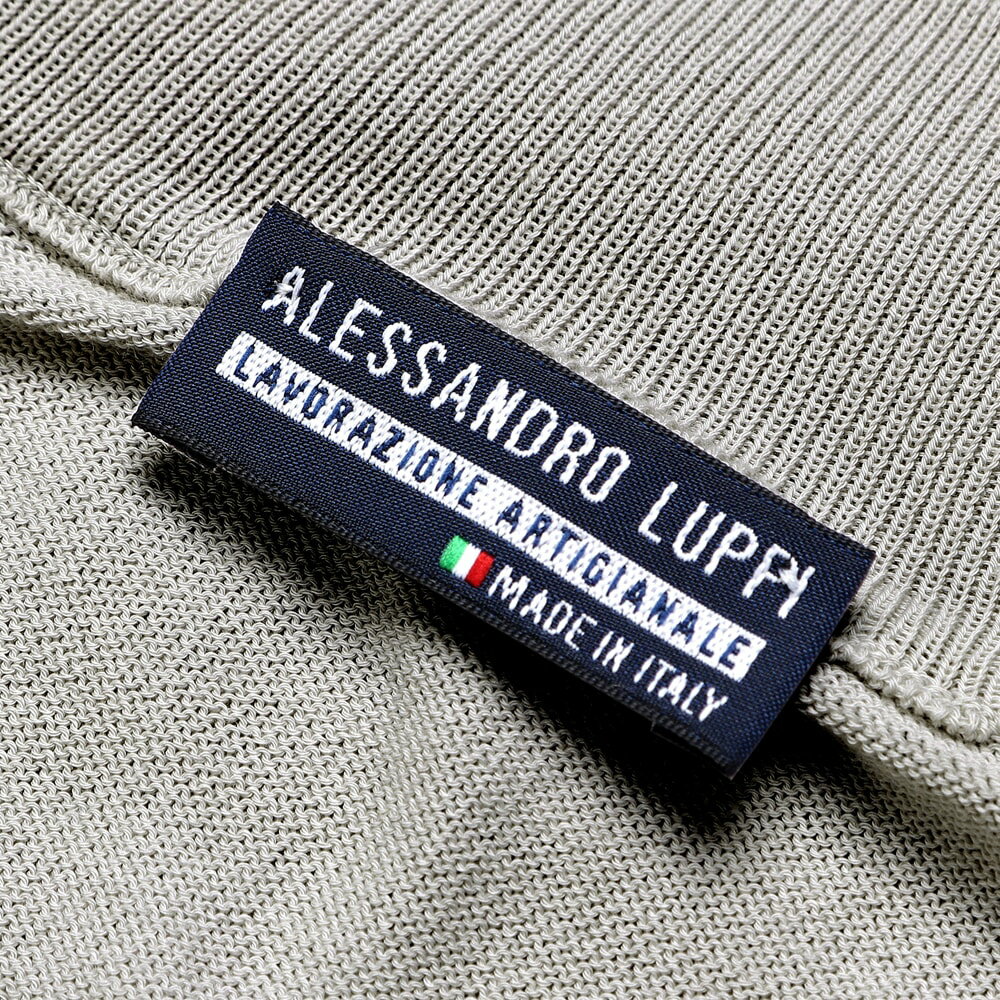 ALESSANDRO LUPPI
LAVORAZIONE ARTIGIANALE
MADE IN ITALY